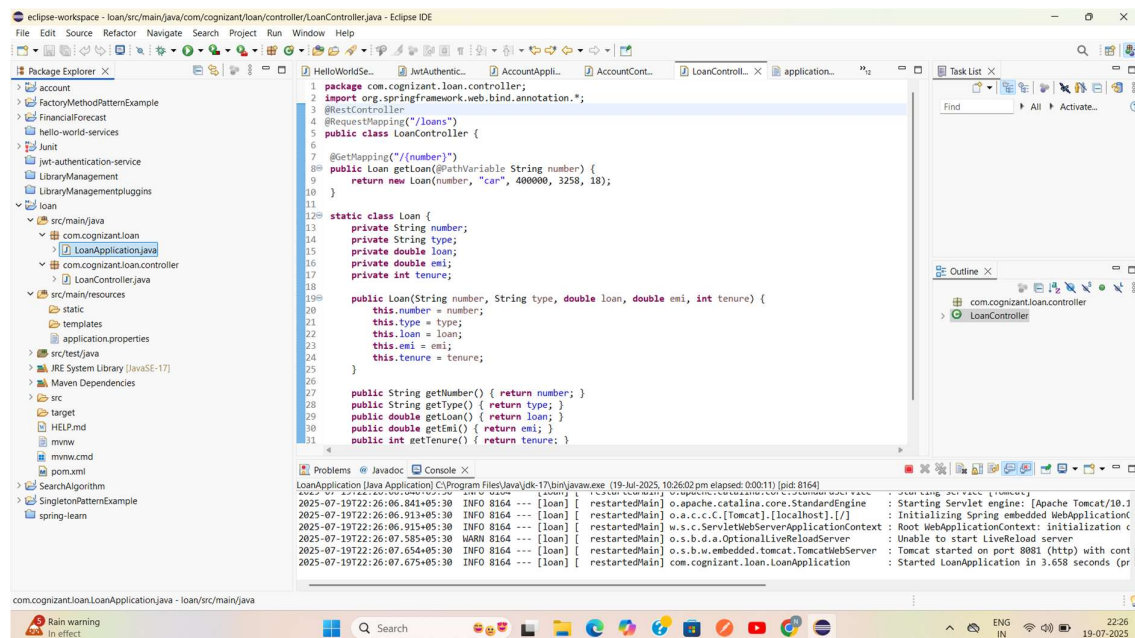 eclipse-workspace - loan/src/main/java/com/cognizant/loan/controller/LoanController.java - Eclipse IDE
File Edit Source Refactor Navigate Search Project Run Window Help
Package Explorer
account
FactoryMethodPatternExample
FinancialForecast
hello-world-services
Junit
jwt-authentication-service
LibraryManagement
LibraryManagementpluggins
loan
src/main/java
com.cognizant.loan
LoanApplication.java
com.cognizant.loan.controller
LoanController.java
src/main/resources
static
templates
application.properties
src/test/java
JRE System Library [JavaSE-17]
Maven Dependencies
src
target
HELP.md
mvnw
mvnw.cmd
pom.xml
SearchAlgorithm
SingletonPatternExample
spring-learn
HelloWorldSe... JwtAuthentic... AccountAppli... AccountCont... LoanControll... application... 12
1 package com.cognizant.loan.controller;
2 import org.springframework.web.bind.annotation.*;
3 @RestController
4 @RequestMapping("/loans")
5 public class LoanController {
6
7 @GetMapping("/{number}")
8 public Loan getLoan(@PathVariable String number) {
9 return new Loan(number, "car", 400000, 3258, 18);
10 }
11
12 static class Loan {
13 private String number;
14 private String type;
15 private double loan;
16 private double emi;
17 private int tenure;
18
19 public Loan(String number, String type, double loan, double emi, int tenure) {
20 this.number = number;
21 this.type = type;
22 this.loan = loan;
23 this.emi = emi;
24 this.tenure = tenure;
25 }
26
27 public String getNumber() { return number; }
28 public String getType() { return type; }
29 public double getLoan() { return loan; }
30 public double getEmi() { return emi; }
31 public int getTenure() { return tenure; }
Task List
Find All Activate...
Outline
com.cognizant.loan.controller
LoanController
Problems Javadoc Console
LoanApplication [Java Application] C:\Program Files\Java\jdk-17\bin\javaw.exe (19-Jul-2025, 10:26:02 pm elapsed: 0:00:11) [pid: 8164]
2025-07-19T22:26:06.841+05:30 INFO 8164 --- [loan] [ restartedMain] o.apache.catalina.core.StandardEngine : Starting Servlet engine: [Apache Tomcat/10.1
2025-07-19T22:26:06.913+05:30 INFO 8164 --- [loan] [ restartedMain] o.a.c.c.C.[Tomcat].[localhost].[/] : Initializing Spring embedded WebApplicationC
2025-07-19T22:26:06.915+05:30 INFO 8164 --- [loan] [ restartedMain] w.s.c.ServletWebServerApplicationContext : Root WebApplicationContext: initialization c
2025-07-19T22:26:07.585+05:30 WARN 8164 --- [loan] [ restartedMain] o.s.b.d.a.OptionalLiveReloadServer : Unable to start LiveReload server
2025-07-19T22:26:07.654+05:30 INFO 8164 --- [loan] [ restartedMain] o.s.b.w.embedded.tomcat.TomcatWebServer : Tomcat started on port 8081 (http) with cont
2025-07-19T22:26:07.675+05:30 INFO 8164 --- [loan] [ restartedMain] com.cognizant.loan.LoanApplication : Started LoanApplication in 3.658 seconds (pr
com.cognizant.loan.LoanApplication.java - loan/src/main/java
5 Rain warning
In effect
Search
ENG
IN
22:26
19-07-2025